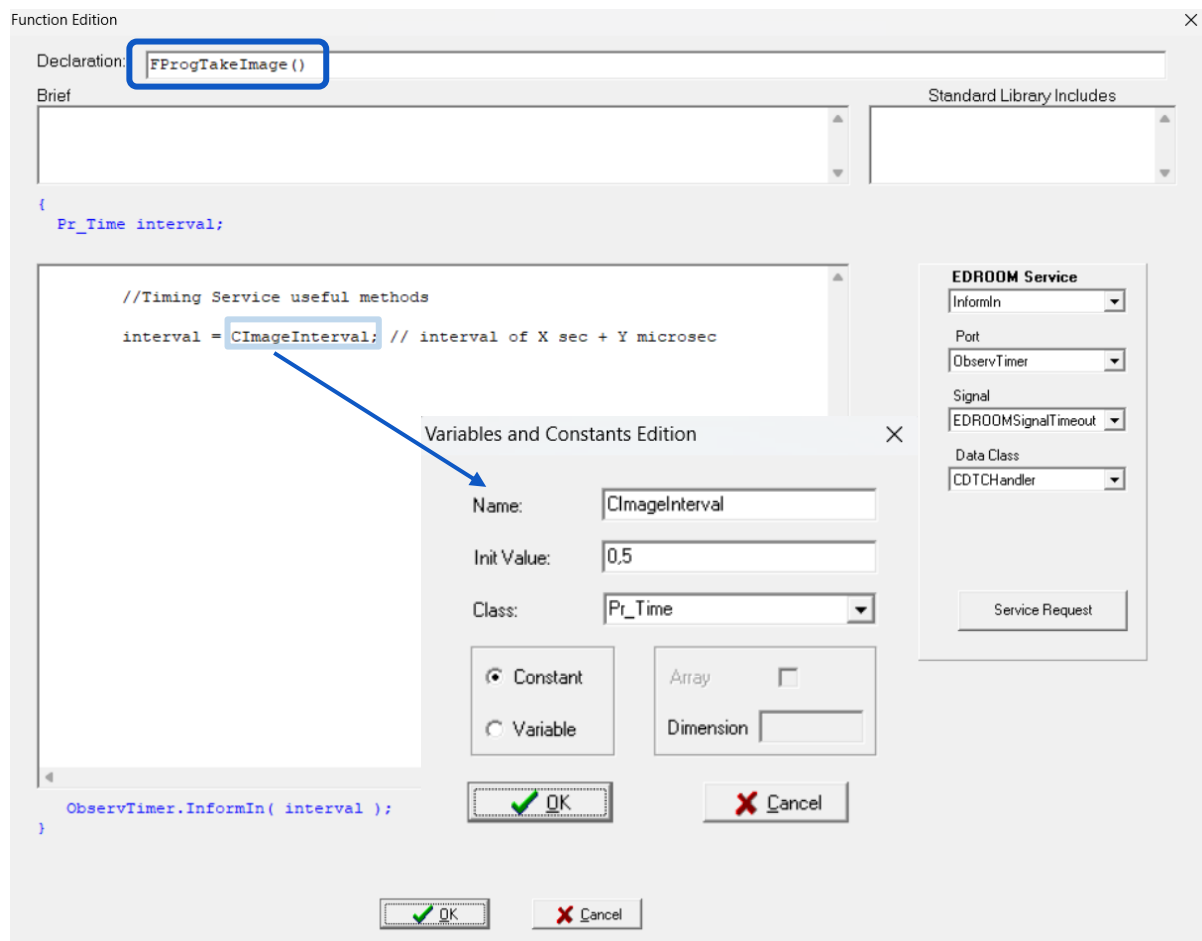 Function Edition
Declaration: FProgTakeImage()
Brief
Standard Library Includes
{
Pr_Time interval;
//Timing Service useful methods
interval = CImageInterval; // interval of X sec + Y microsec
EDROOM Service
InformIn
Port
ObservTimer
Signal
EDROOMSignalTimeout
Data Class
CDTCHandler
Service Request
Variables and Constants Edition
Name: CImageInterval
Init Value: 0,5
Class: Pr_Time
Constant
Variable
Array
Dimension
OK Cancel
ObservTimer.InformIn( interval );
}
OK Cancel